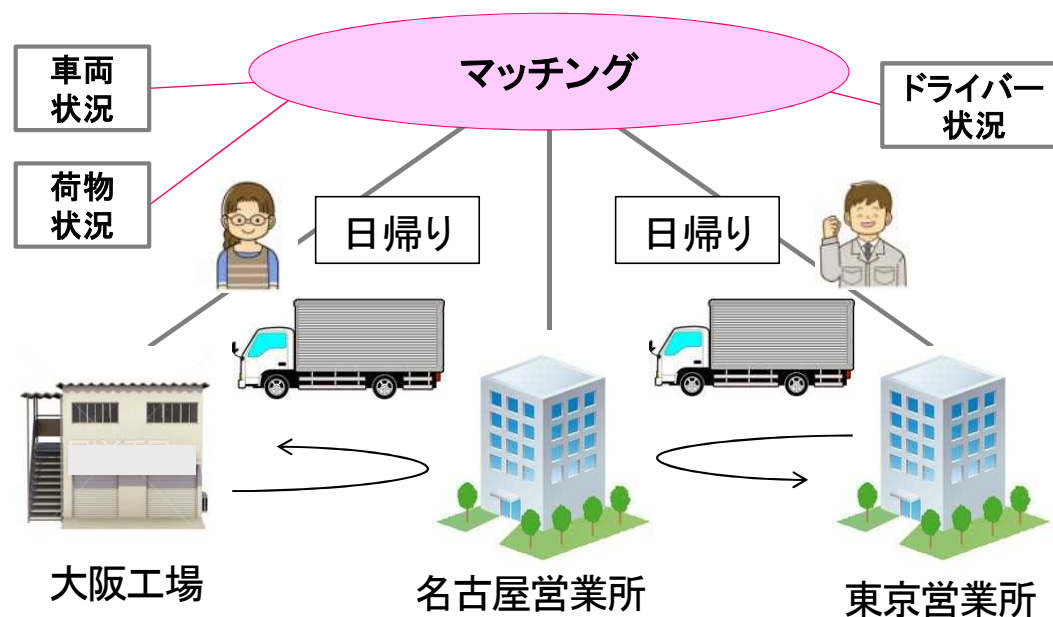 マッチング
車両
状況
ドライバー
状況
荷物
状況
日帰り
日帰り
大阪工場
名古屋営業所
東京営業所